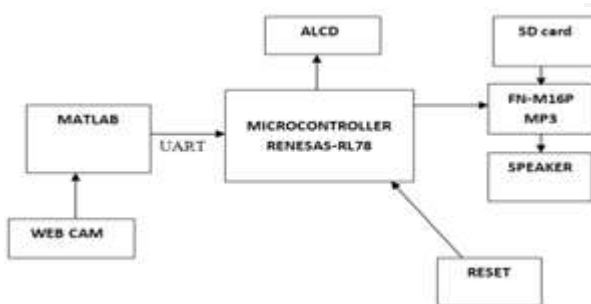 ALCD
SD card
MATLAB
UART
MICROCONTROLLER
RENESAS-RL78
FN-M16P
MP3
SPEAKER
WEB CAM
RESET